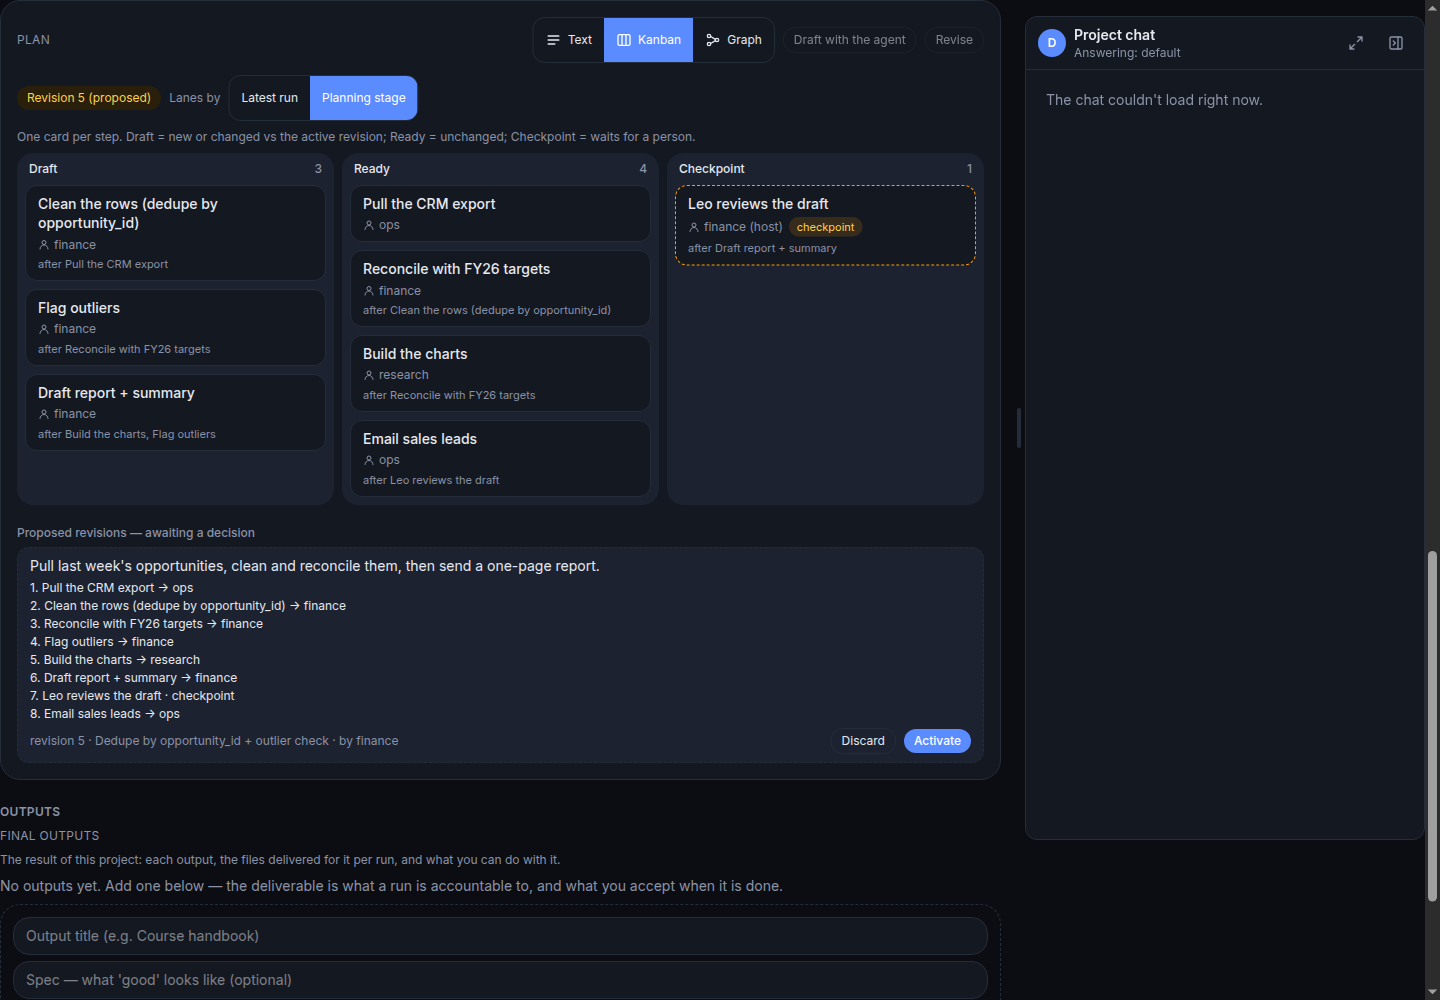 PLAN
Text
Kanban
Graph
Draft with the agent
Revise
Revision 5 (proposed)
Lanes by
Latest run
Planning stage
One card per step. Draft = new or changed vs the active revision; Ready = unchanged; Checkpoint = waits for a person.
Draft
3
Clean the rows (dedupe by
opportunity_id)
finance
after Pull the CRM export
Flag outliers
finance
after Reconcile with FY26 targets
Draft report + summary
finance
after Build the charts, Flag outliers
Ready
4
Pull the CRM export
ops
Reconcile with FY26 targets
finance
after Clean the rows (dedupe by opportunity_id)
Build the charts
research
after Reconcile with FY26 targets
Email sales leads
ops
after Leo reviews the draft
Checkpoint
1
Leo reviews the draft
finance (host)
checkpoint
after Draft report + summary
Proposed revisions — awaiting a decision
Pull last week's opportunities, clean and reconcile them, then send a one-page report.
1. Pull the CRM export → ops
2. Clean the rows (dedupe by opportunity_id) → finance
3. Reconcile with FY26 targets → finance
4. Flag outliers → finance
5. Build the charts → research
6. Draft report + summary → finance
7. Leo reviews the draft · checkpoint
8. Email sales leads → ops
revision 5 · Dedupe by opportunity_id + outlier check · by finance
Discard
Activate
OUTPUTS
FINAL OUTPUTS
The result of this project: each output, the files delivered for it per run, and what you can do with it.
No outputs yet. Add one below — the deliverable is what a run is accountable to, and what you accept when it is done.
Output title (e.g. Course handbook)
Spec — what 'good' looks like (optional)
D
Project chat
Answering: default
The chat couldn't load right now.